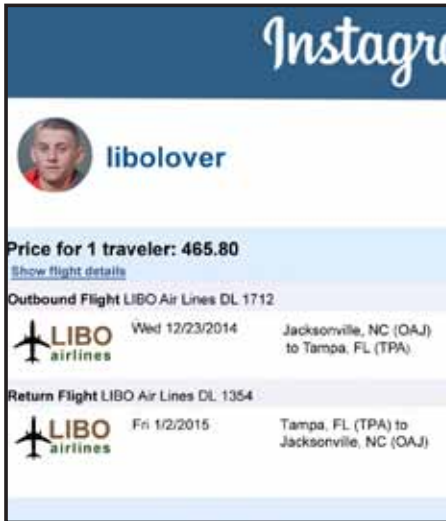 Instagra
libolover
Price for 1 traveler: 465.80
Show flight details
Outbound Flight LIBO Air Lines DL 1712
LIBO airlines
Wed 12/23/2014
Jacksonville, NC (OAJ)
to Tampa, FL (TPA)
Return Flight LIBO Air Lines DL 1354
LIBO airlines
Fri 1/2/2015
Tampa, FL (TPA) to
Jacksonville, NC (OAJ)